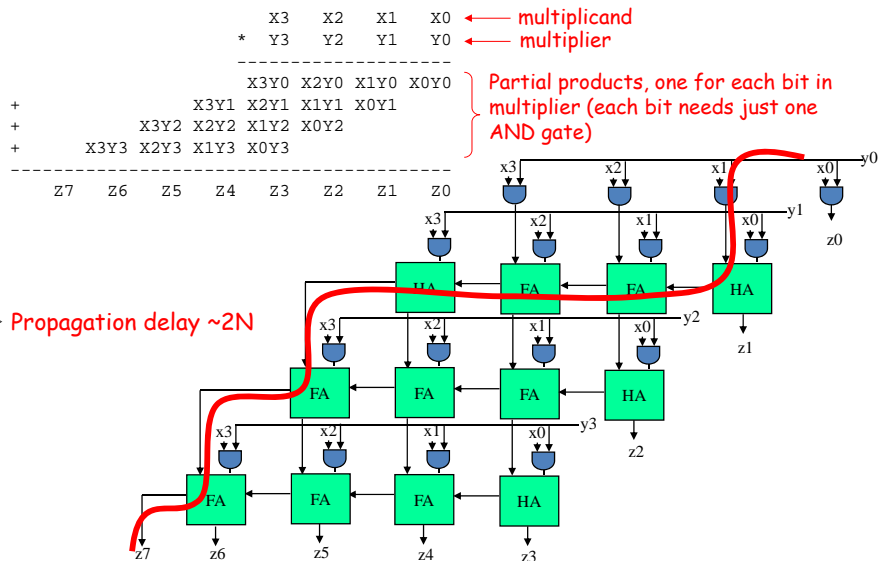 X3 X2 X1 X0 multiplicand
* Y3 Y2 Y1 Y0 multiplier
--------------------
X3Y0 X2Y0 X1Y0 X0Y0
+ X3Y1 X2Y1 X1Y1 X0Y1
+ X3Y2 X2Y2 X1Y2 X0Y2
+ X3Y3 X2Y3 X1Y3 X0Y3
----------------------------------------
Z7 Z6 Z5 Z4 Z3 Z2 Z1 Z0
Partial products, one for each bit in
multiplier (each bit needs just one
AND gate)
x3 x2 x1 x0 y0
z0
x3 x2 x1 x0 y1
HA FA FA HA
z1
Propagation delay ~2N
x3 x2 x1 x0 y2
FA FA FA HA
z2
x3 x2 x1 x0 y3
FA FA FA HA
z7 z6 z5 z4 z3